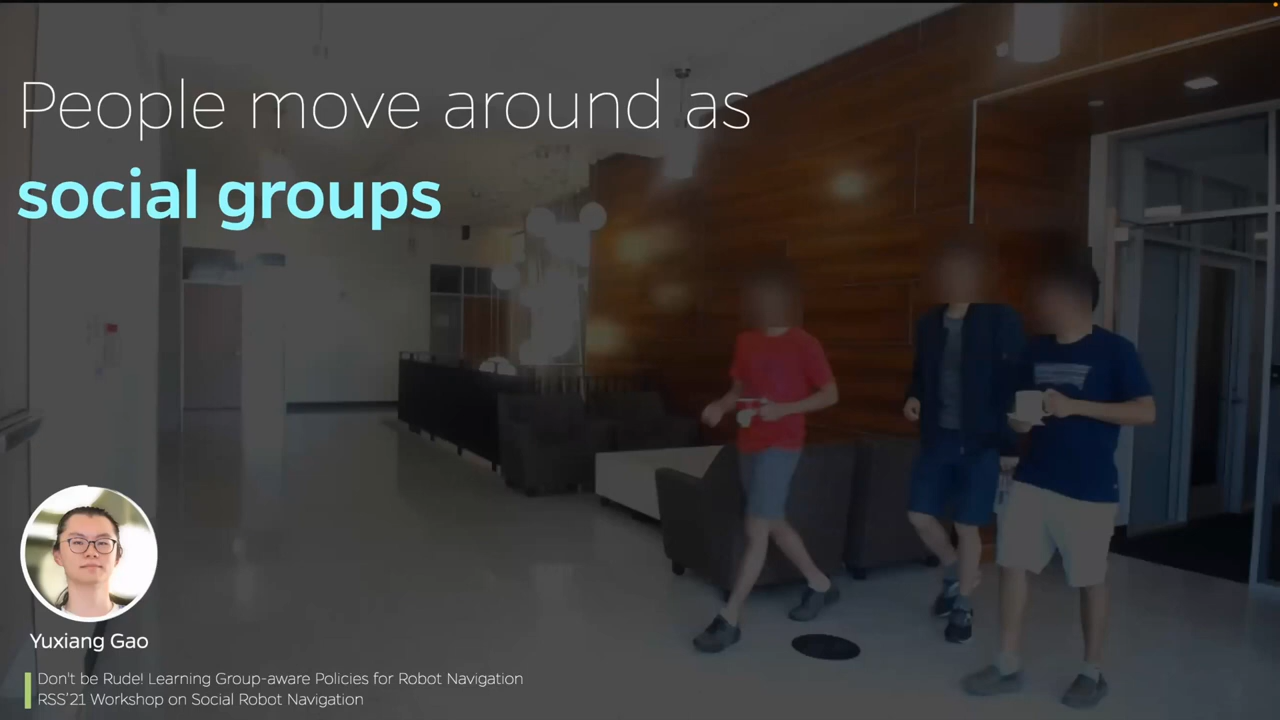 People move around as
social groups
Yuxiang Gao
Don't be Rude! Learning Group-aware Policies for Robot Navigation
RSS'21 Workshop on Social Robot Navigation